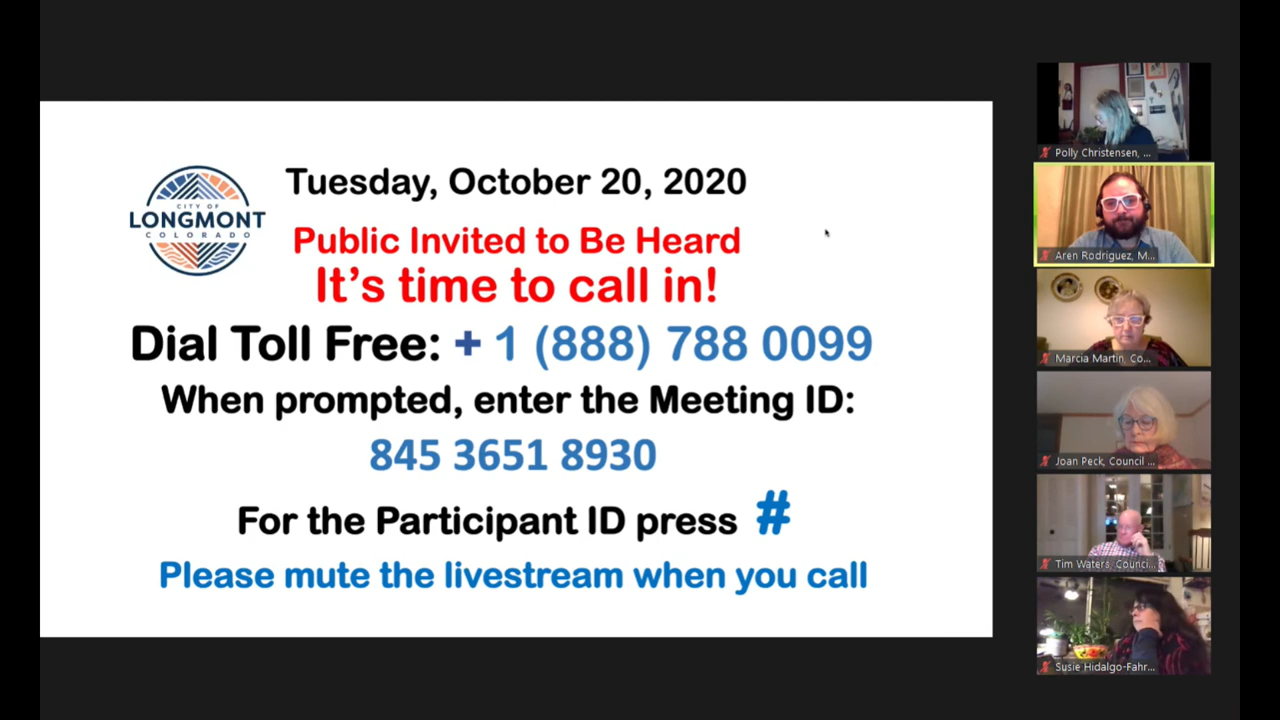 CITY OF
LONGMONT
COLORADO
Tuesday, October 20, 2020
Public Invited to Be Heard
It's time to call in!
Dial Toll Free: + 1 (888) 788 0099
When prompted, enter the Meeting ID:
845 3651 8930
For the Participant ID press #
Please mute the livestream when you call
Polly Christensen, ...
Aren Rodriguez, M...
Marcia Martin, Co...
Joan Peck, Council ...
Tim Waters, Counci...
Susie Hidalgo-Fahr...